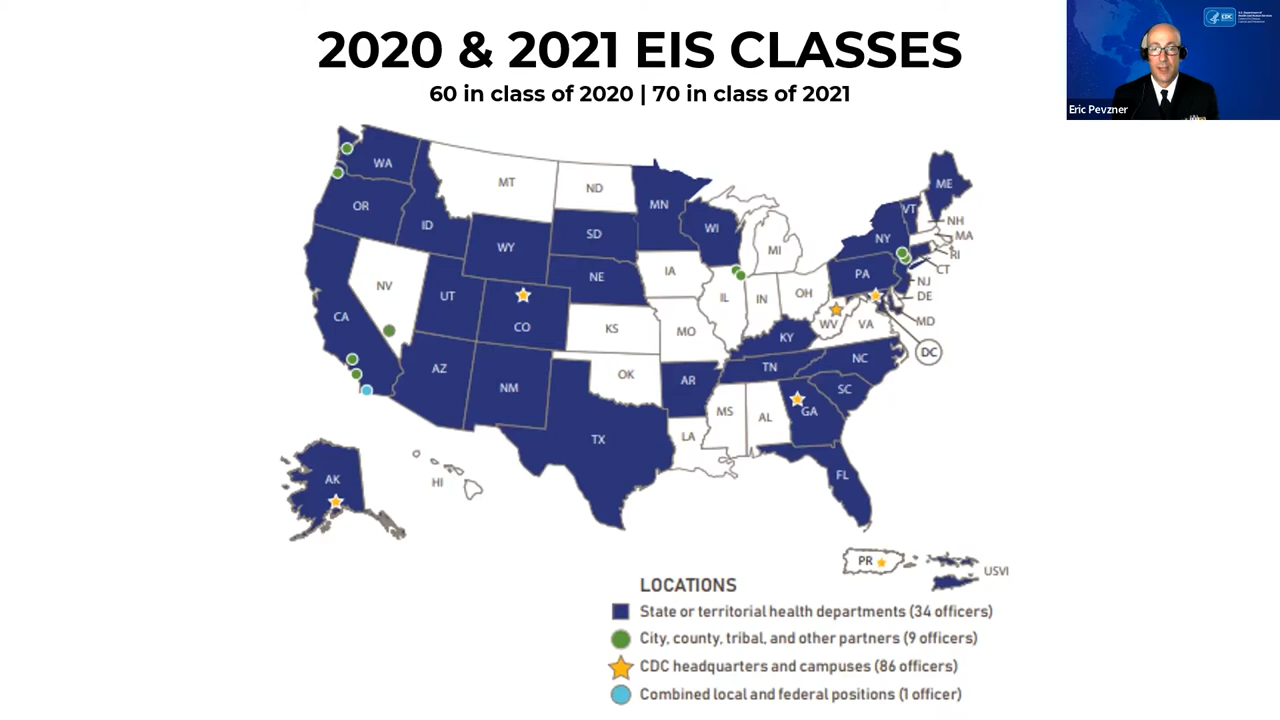 2020 & 2021 EIS CLASSES
60 in class of 2020 | 70 in class of 2021
CDC
Eric Pevzner
WA
MT
ND
MN
ME
OR
ID
WY
SD
WI
MI
NY
VT
NH
MA
RI
CT
NV
UT
NE
IA
IL
IN
OH
PA
NJ
DE
MD
CA
CO
KS
MO
KY
WV
VA
DC
AZ
NM
OK
AR
TN
NC
SC
TX
LA
MS
AL
GA
FL
AK
HI
PR
USVI
LOCATIONS
State or territorial health departments (34 officers)
City, county, tribal, and other partners (9 officers)
CDC headquarters and campuses (86 officers)
Combined local and federal positions (1 officer)